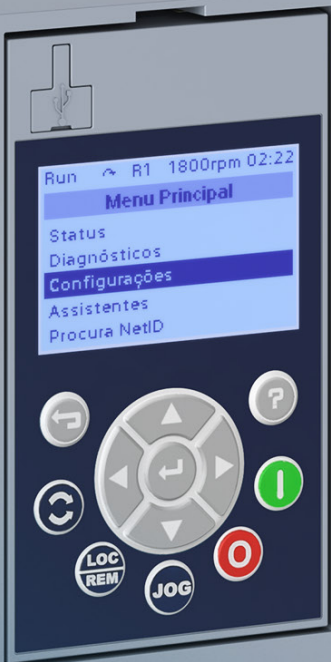 Run R1 1800rpm 02:22
Menu Principal
Status
Diagnósticos
Configurações
Assistentes
Procura NetID
?
LOC
REM
JOG